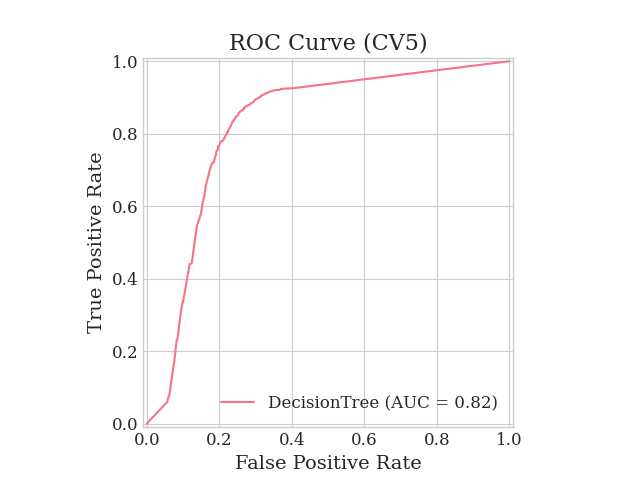 ROC Curve (CV5)
True Positive Rate
1.0
0.8
0.6
0.4
0.2
0.0
DecisionTree (AUC = 0.82)
0.0 0.2 0.4 0.6 0.8 1.0
False Positive Rate